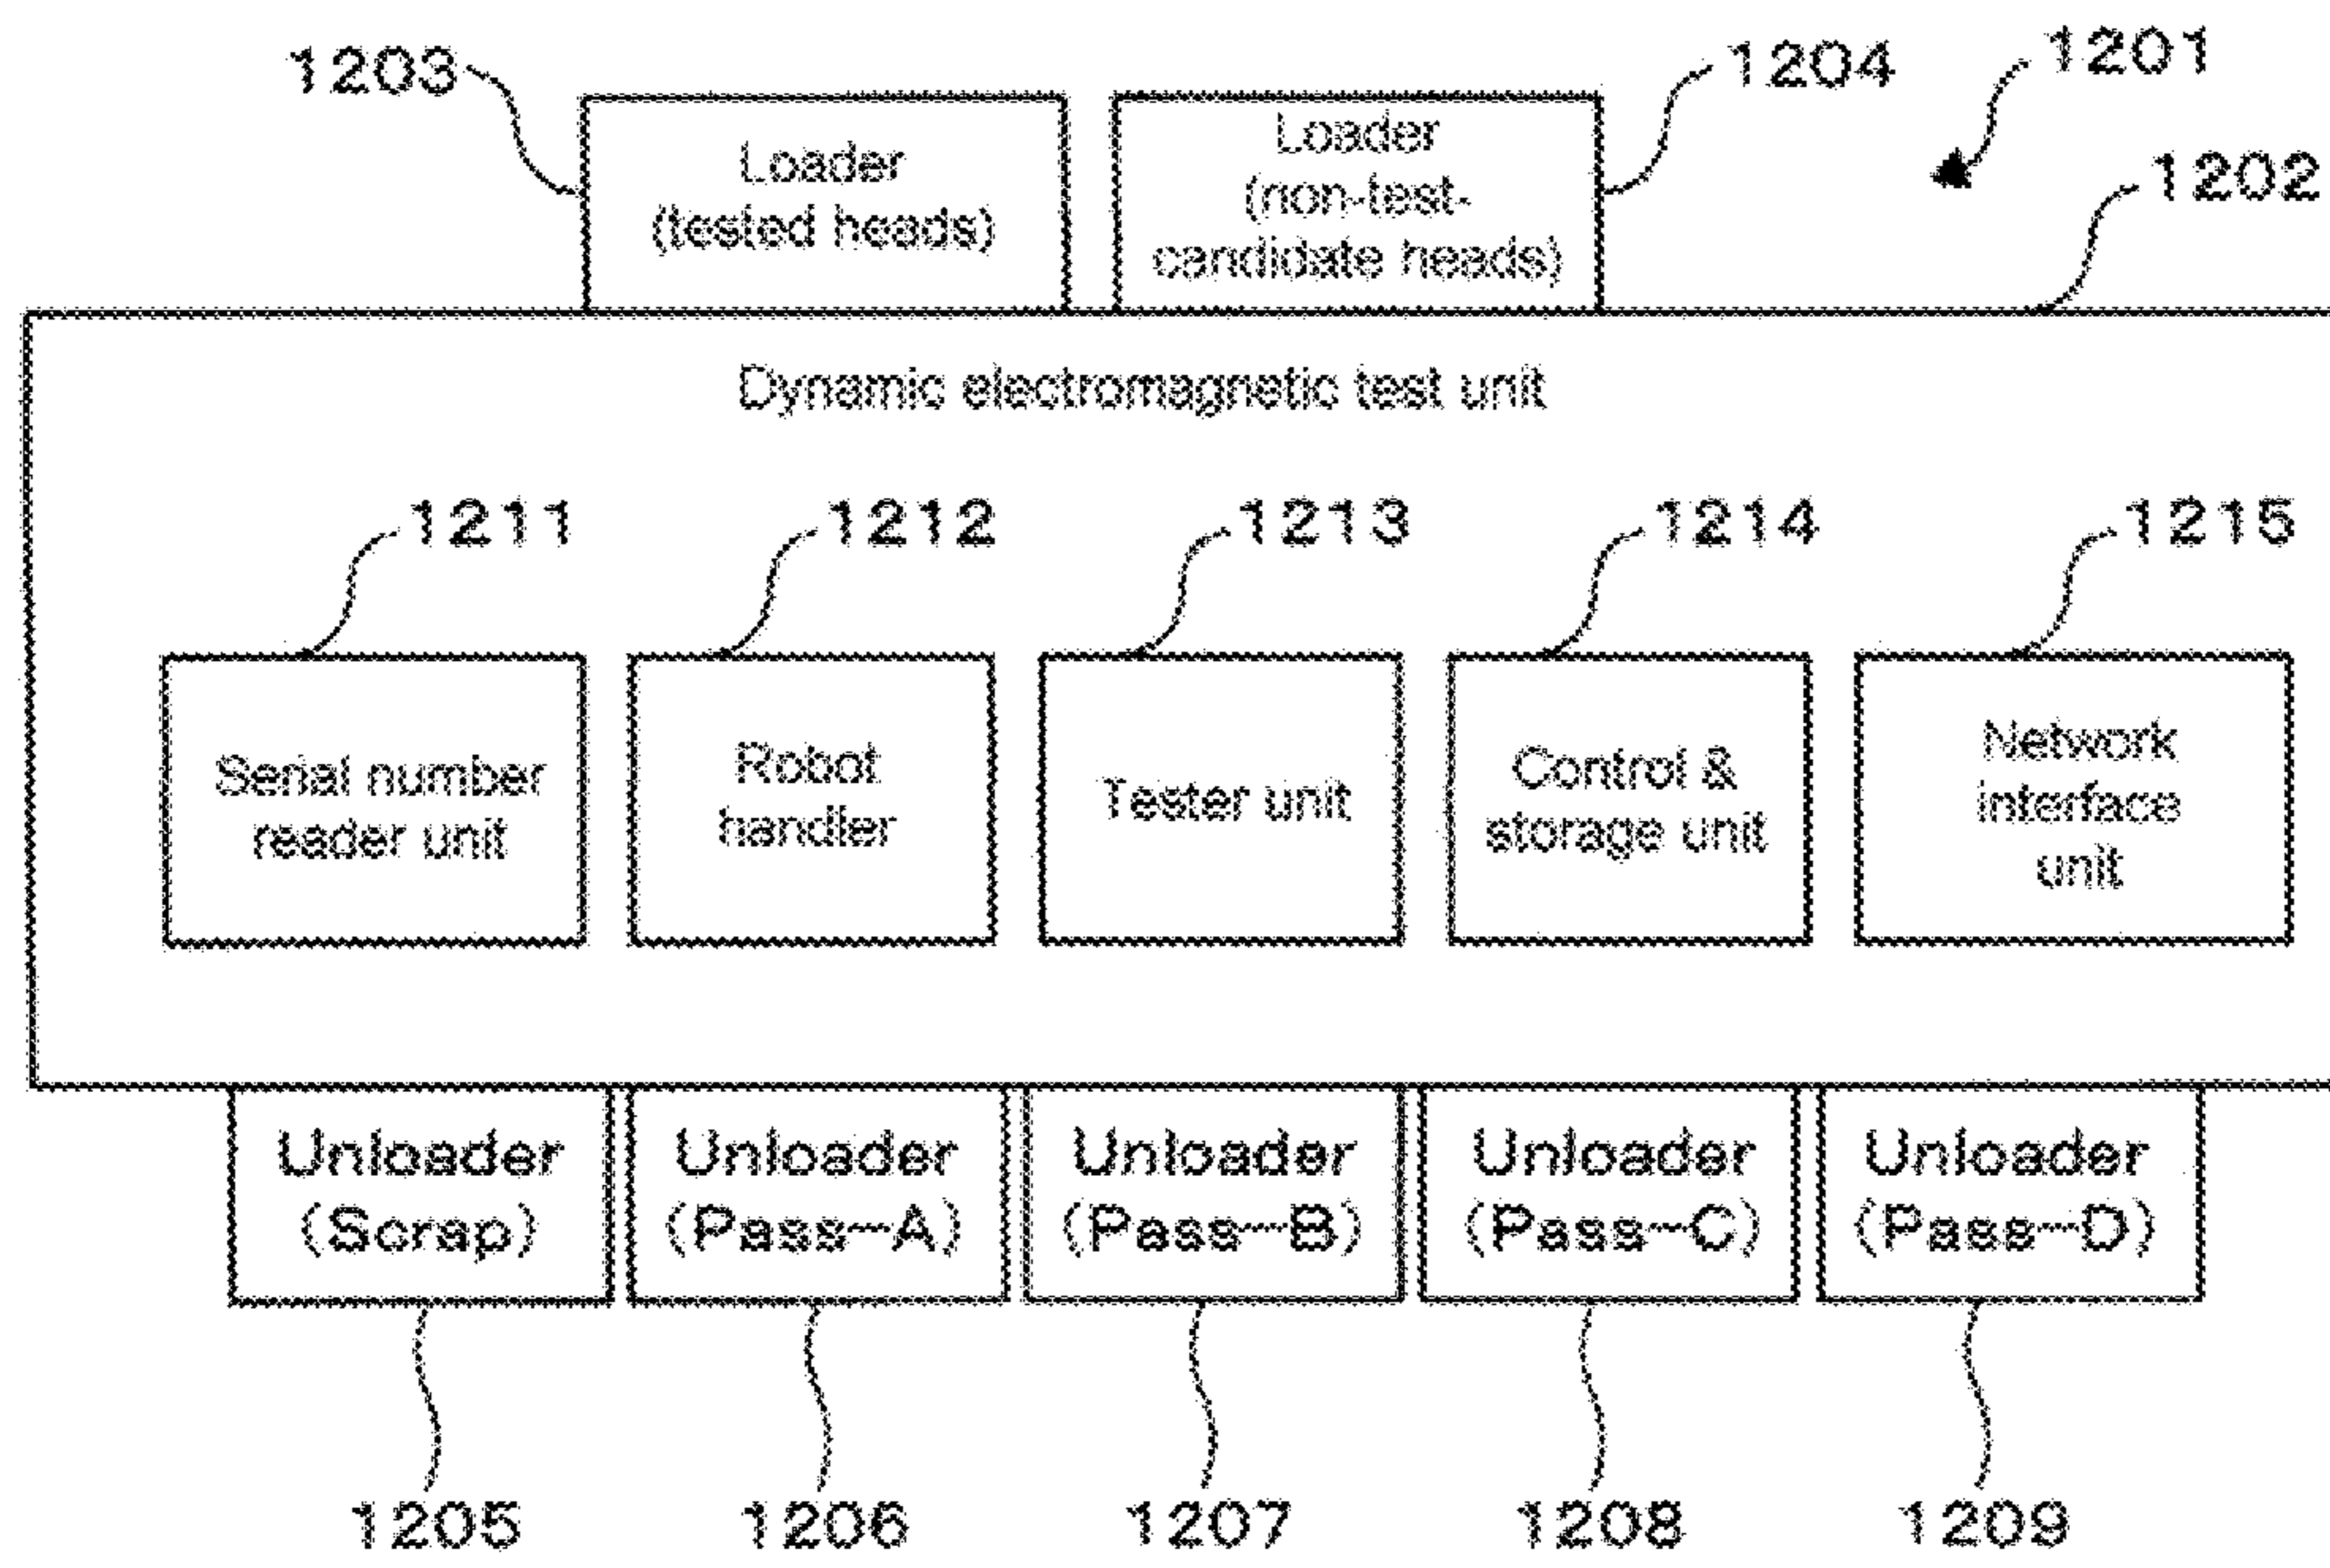 1203
1204
1201
1202
Loader
(tested heads)
Loader
(non-test-
candidate heads)
Dynamic electromagnetic test unit
1211
1212
1213
1214
1215
Serial number
reader unit
Robot
handler
Tester unit
Control &
storage unit
Network
interface
unit
Unloader
(Scrap)
Unloader
(Pass-A)
Unloader
(Pass-B)
Unloader
(Pass-C)
Unloader
(Pass-D)
1205
1206
1207
1208
1209